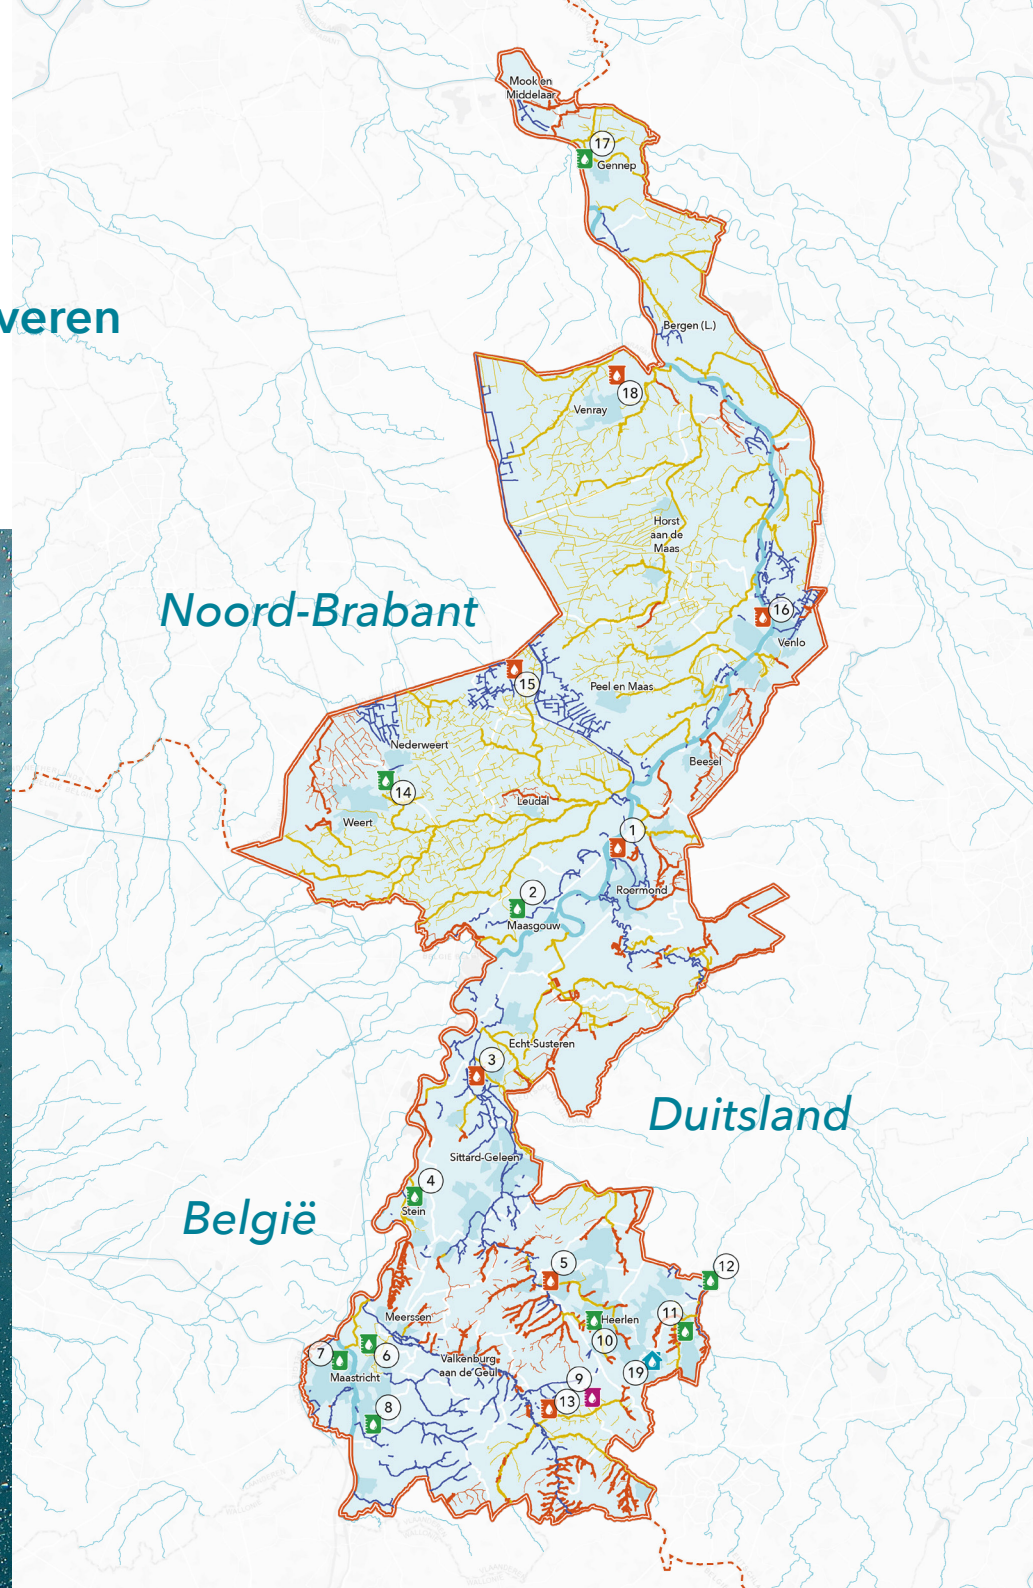 Mook en
Middelaar
17
Gennep
veren
Bergen (L.)
18
Venray
Horst
aan de
Maas
Noord-Brabant
16
Venlo
15
Peel en Maas
Nederweert
Beesel
14
Leudal
Weert
1
2
Roermond
Maasgouw
Echt-Susteren
3
Duitsland
Sittard-Geleen
4
Stein
België
5
12
11
Meerssen
Heerlen
10
7
6
Valkenburg
aan de Geul
19
Maastricht
9
13
8